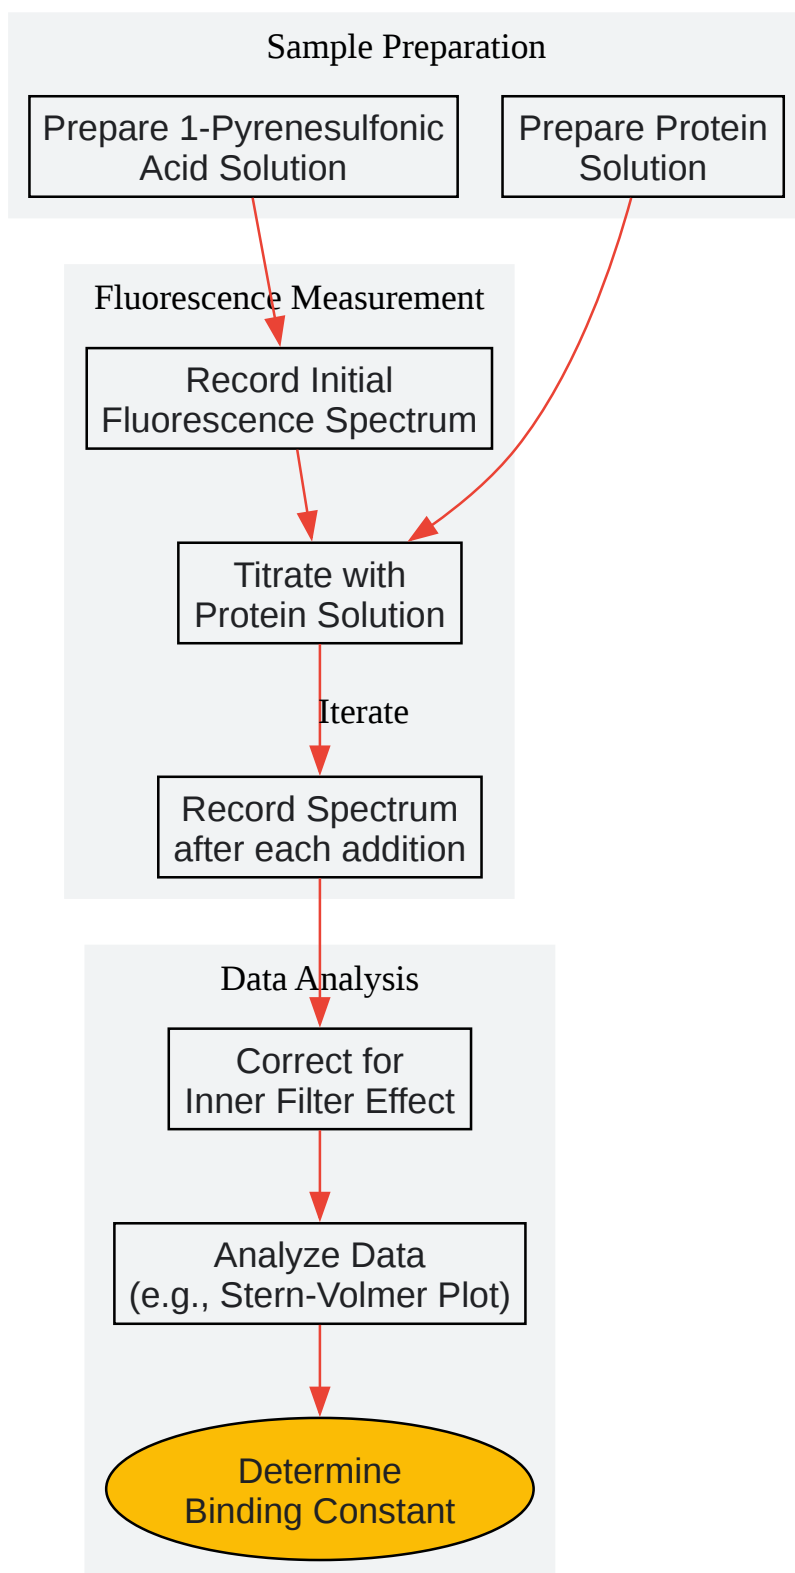 Sample Preparation
Prepare 1-Pyrenesulfonic
Acid Solution
Prepare Protein
Solution
Fluorescence Measurement
Record Initial
Fluorescence Spectrum
Titrate with
Protein Solution
Iterate
Record Spectrum
after each addition
Data Analysis
Correct for
Inner Filter Effect
Analyze Data
(e.g., Stern-Volmer Plot)
Determine
Binding Constant